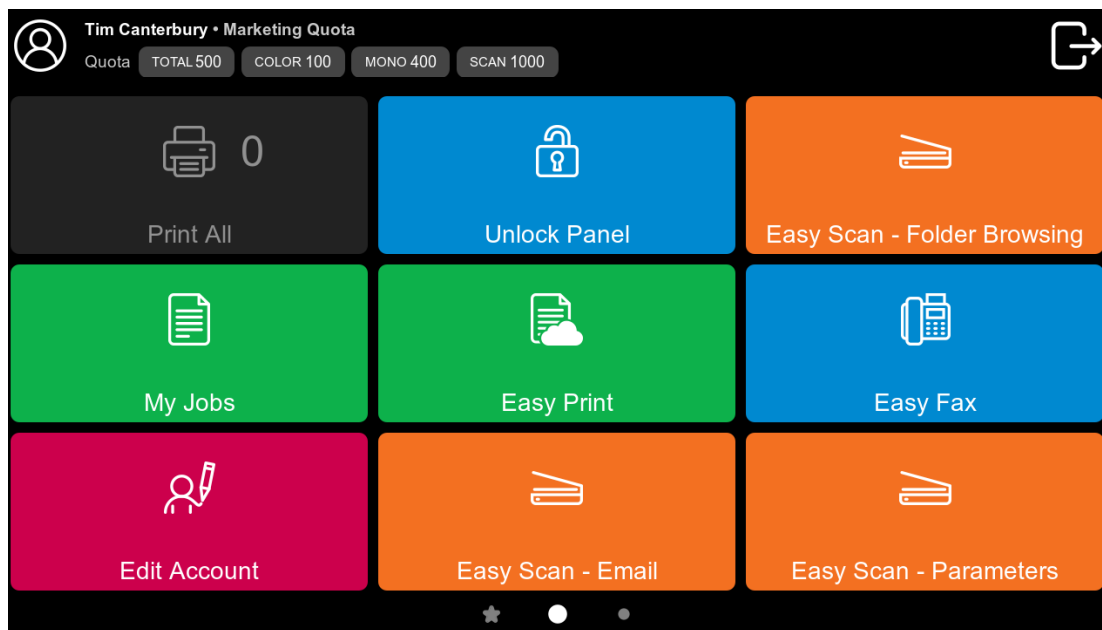 Tim Canterbury • Marketing Quota
Quota TOTAL 500 COLOR 100 MONO 400 SCAN 1000
0
Print All
Unlock Panel
Easy Scan - Folder Browsing
My Jobs
Easy Print
Easy Fax
Edit Account
Easy Scan - Email
Easy Scan - Parameters